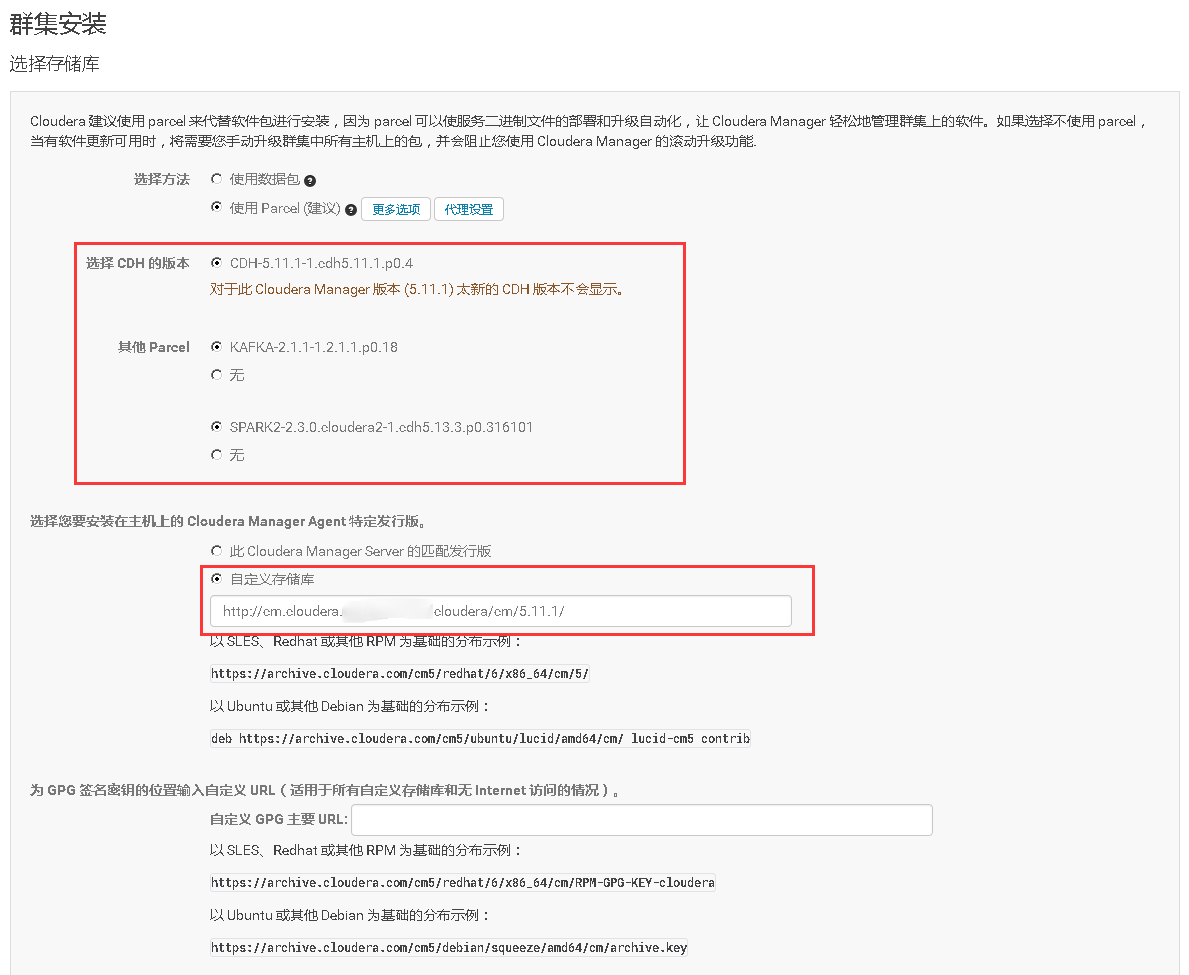 群集安装
选择存储库
Cloudera 建议使用 parcel 来代替软件包进行安装，因为 parcel 可以使服务二进制文件的部署和升级自动化，让 Cloudera Manager 轻松地管理群集上的软件。如果选择不使用 parcel，
当有软件更新可用时，将需要您手动升级群集中所有主机上的包，并会阻止您使用 Cloudera Manager 的滚动升级功能.
选择方法 使用数据包 ?
使用 Parcel (建议) ? 更多选项 代理设置
选择 CDH 的版本 CDH-5.11.1-1.cdh5.11.1.p0.4
对于此 Cloudera Manager 版本 (5.11.1) 太新的 CDH 版本不会显示。
其他 Parcel KAFKA-2.1.1-1.2.1.1.p0.18
无
SPARK2-2.3.0.cloudera2-1.cdh5.13.3.p0.316101
无
选择您要安装在主机上的 Cloudera Manager Agent 特定发行版。
此 Cloudera Manager Server 的匹配发行版
自定义存储库
http://cm.cloudera. cloudera/cm/5.11.1/
以 SLES、Redhat 或其他 RPM 为基础的分布示例：
https://archive.cloudera.com/cm5/redhat/6/x86_64/cm/5/
以 Ubuntu 或其他 Debian 为基础的分布示例：
deb https://archive.cloudera.com/cm5/ubuntu/lucid/amd64/cm/ lucid-cm5 contrib
为 GPG 签名密钥的位置输入自定义 URL（适用于所有自定义存储库和无 Internet 访问的情况）。
自定义 GPG 主要 URL:
以 SLES、Redhat 或其他 RPM 为基础的分布示例：
https://archive.cloudera.com/cm5/redhat/6/x86_64/cm/RPM-GPG-KEY-cloudera
以 Ubuntu 或其他 Debian 为基础的分布示例：
https://archive.cloudera.com/cm5/debian/squeeze/amd64/cm/archive.key